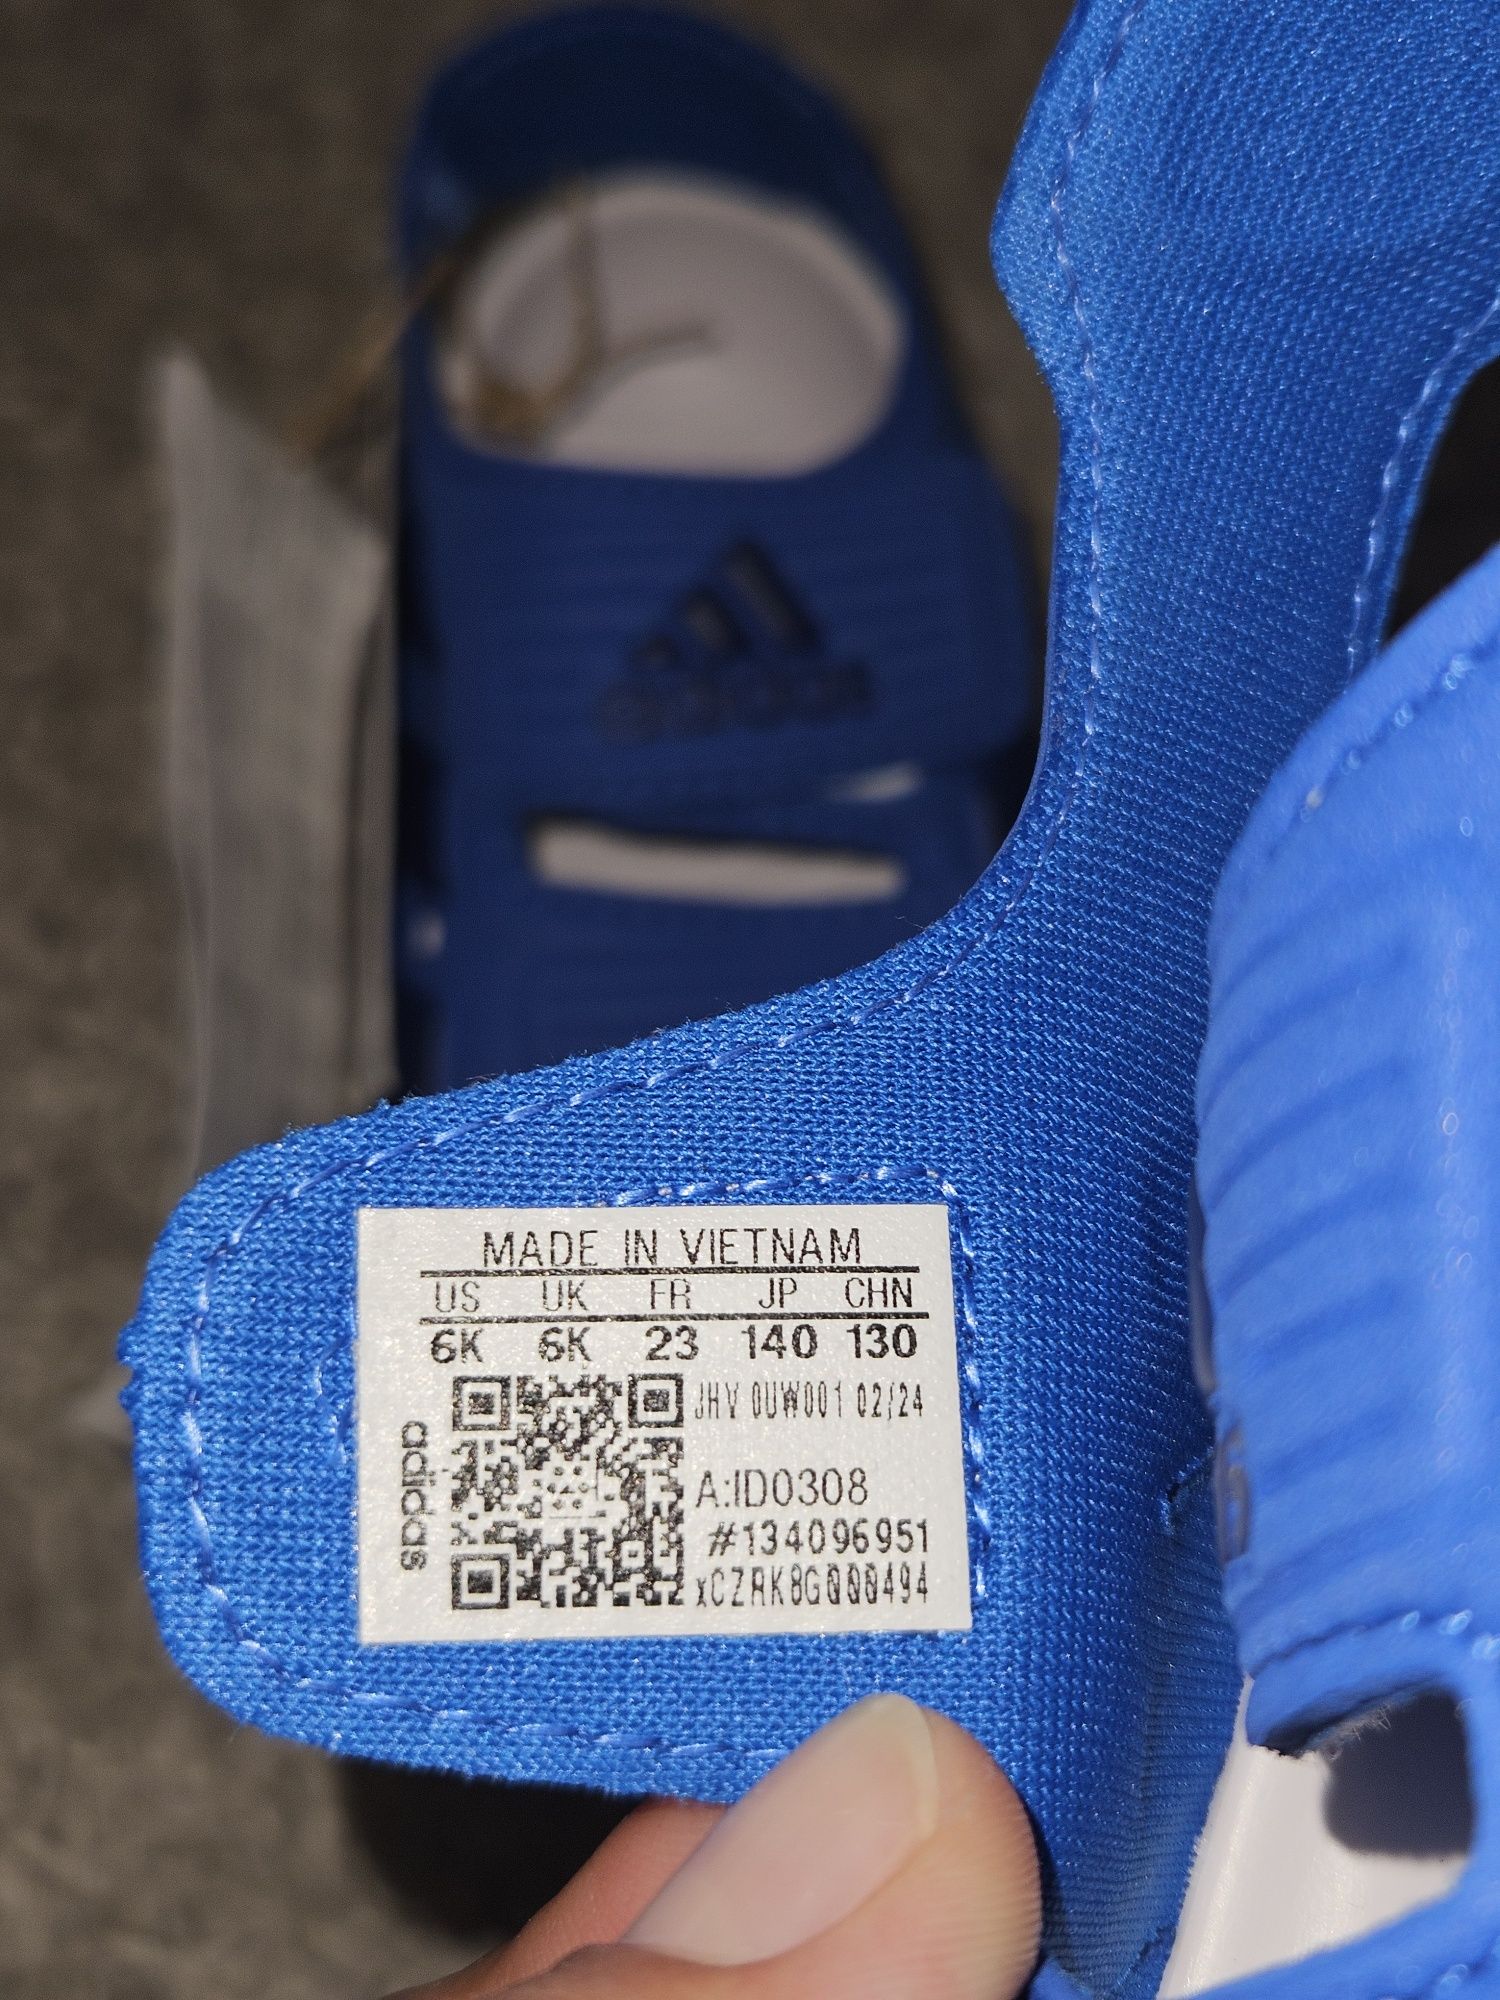 adidas
MADE IN VIETNAM
US UK FR JP CHN
6K 6K 23 140 130
JHV 0UW001 02/24
A:ID0308
#134096951
xCZRK8G000494
adidas